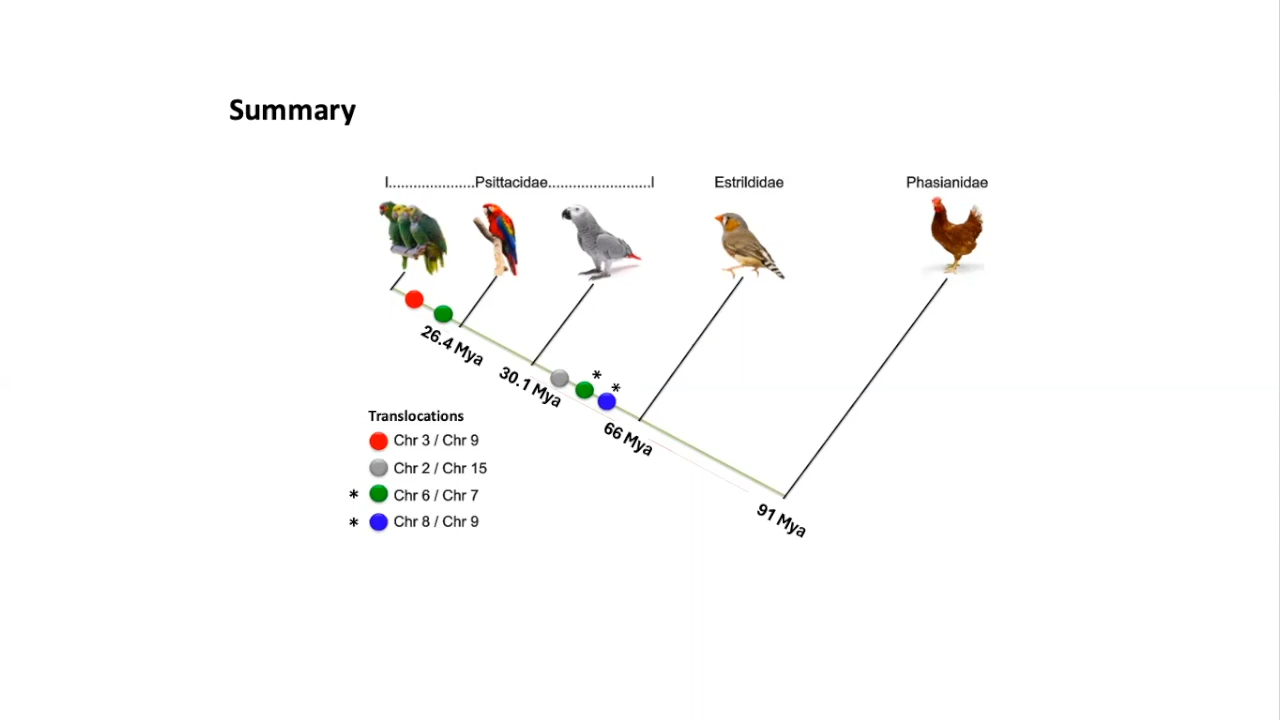 Summary
I....................Psittacidae........................I
Estrildidae
Phasianidae
26.4 Mya
30.1 Mya
* *
66 Mya
91 Mya
Translocations
Chr 3 / Chr 9
Chr 2 / Chr 15
* Chr 6 / Chr 7
* Chr 8 / Chr 9